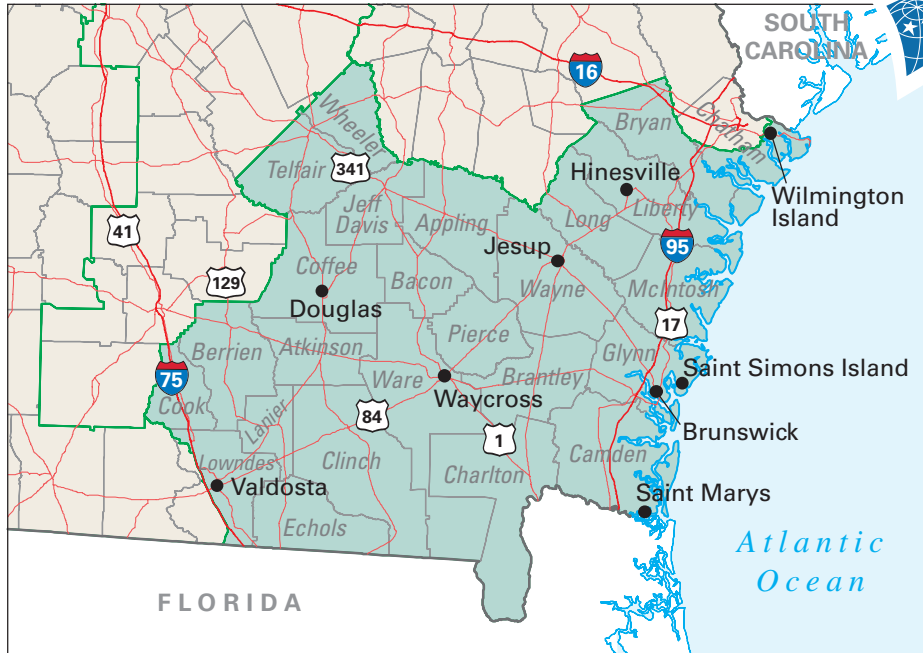 SOUTH
CAROLINA
16
Chatham
Bryan
Wheeler
Telfair
341
Hinesville
Wilmington
Island
Jeff
Davis
Appling
Long
Liberty
41
Jesup
95
129
Coffee
Bacon
Wayne
McIntosh
Douglas
17
Pierce
Berrien
Atkinson
Glynn
Saint Simons Island
75
Ware
Brantley
Cook
Waycross
Lanier
84
Brunswick
1
Lowndes
Clinch
Charlton
Camden
Valdosta
Saint Marys
Echols
Atlantic
Ocean
FLORIDA